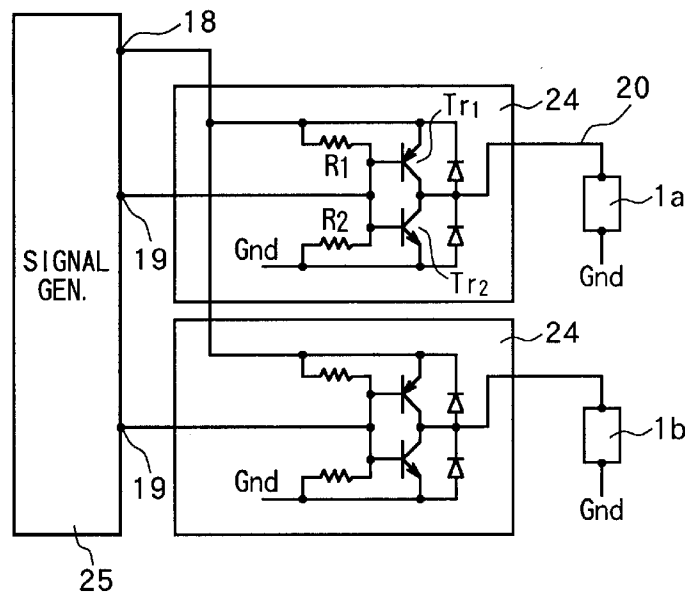 18
24
20
Tr1
R1
1a
19
R2
Gnd
Tr2
Gnd
SIGNAL
GEN.
24
1b
19
Gnd
Gnd
25